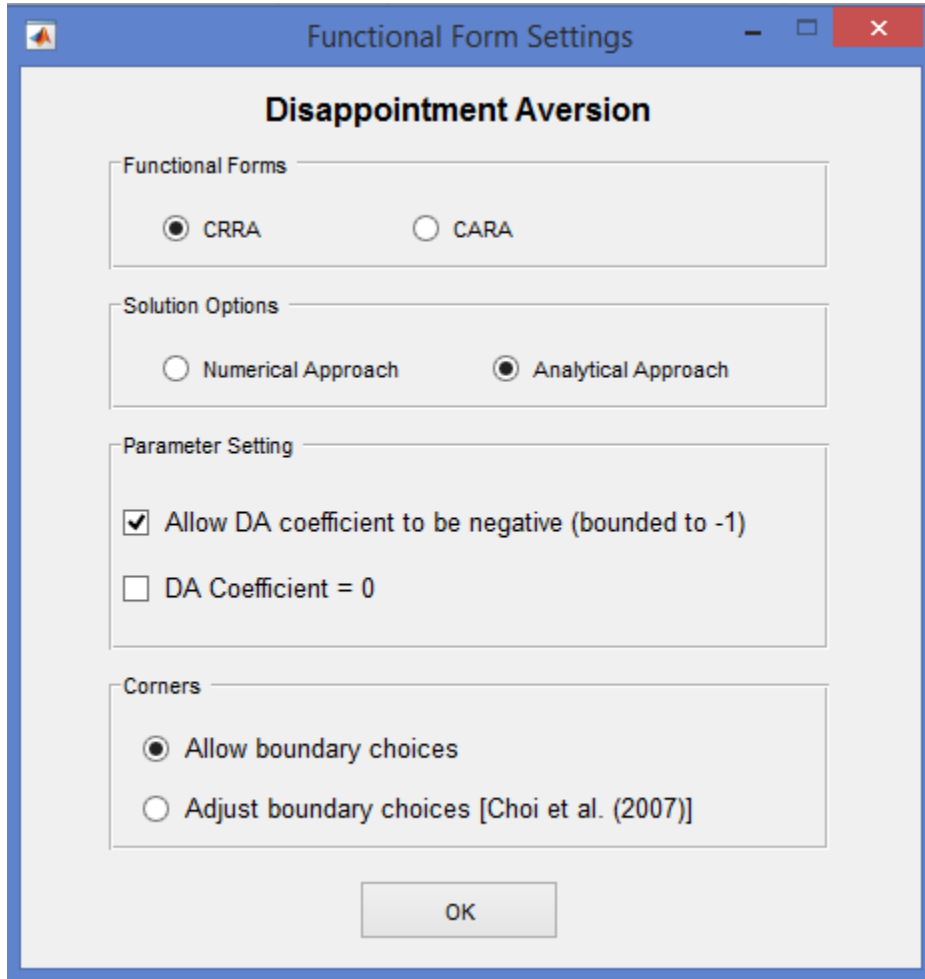 Functional Form Settings
Disappointment Aversion
Functional Forms
CRRA CARA
Solution Options
Numerical Approach Analytical Approach
Parameter Setting
Allow DA coefficient to be negative (bounded to -1)
DA Coefficient = 0
Corners
Allow boundary choices
Adjust boundary choices [Choi et al. (2007)]
OK